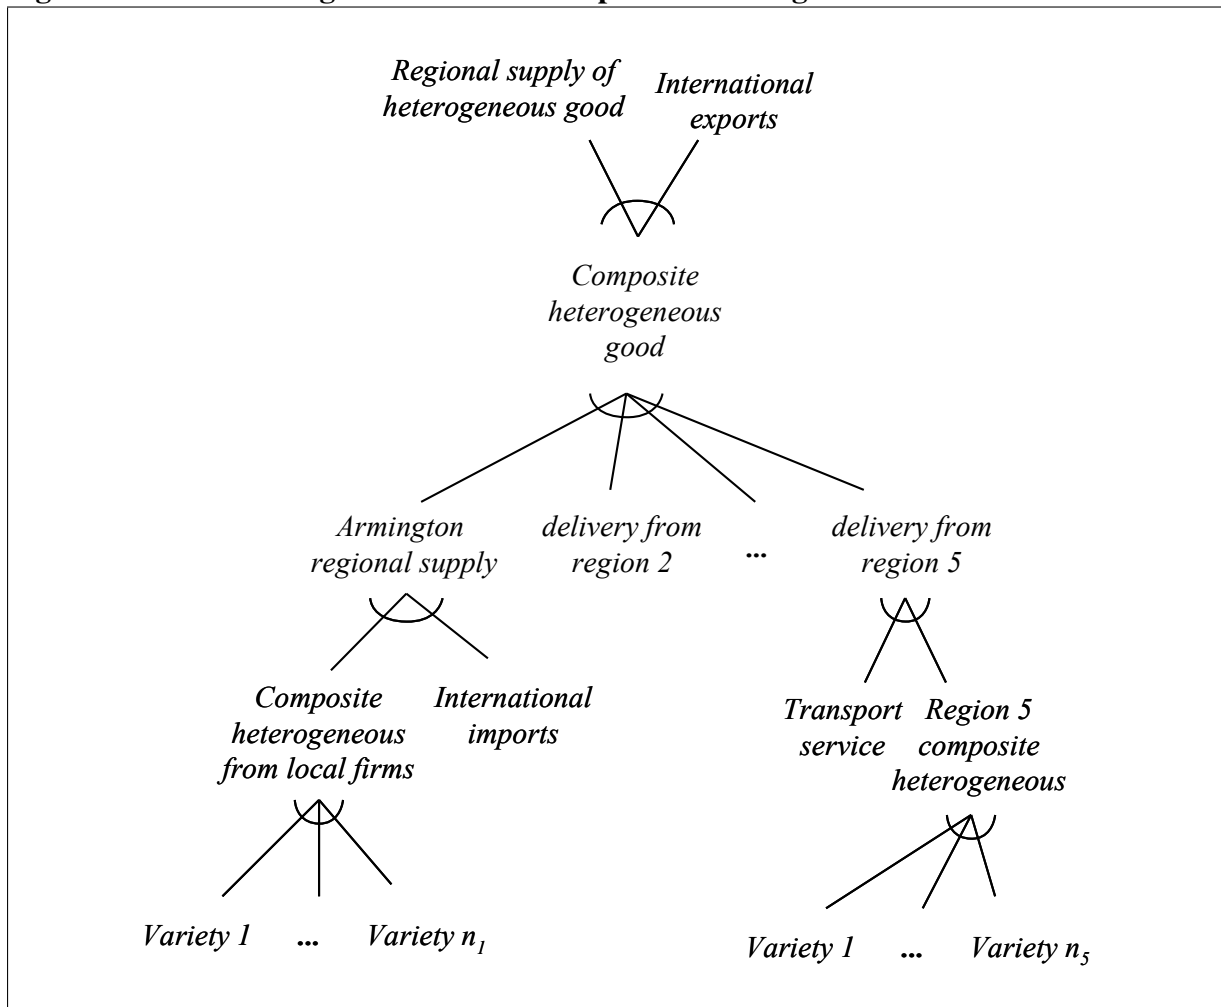 Regional supply of
heterogeneous good
International
exports
Composite
heterogeneous
good
Armington
regional supply
delivery from
region 2
...
delivery from
region 5
Composite
heterogeneous
from local firms
International
imports
Transport
service
Region 5
composite
heterogeneous
Variety 1
...
Variety n1
Variety 1
...
Variety n5